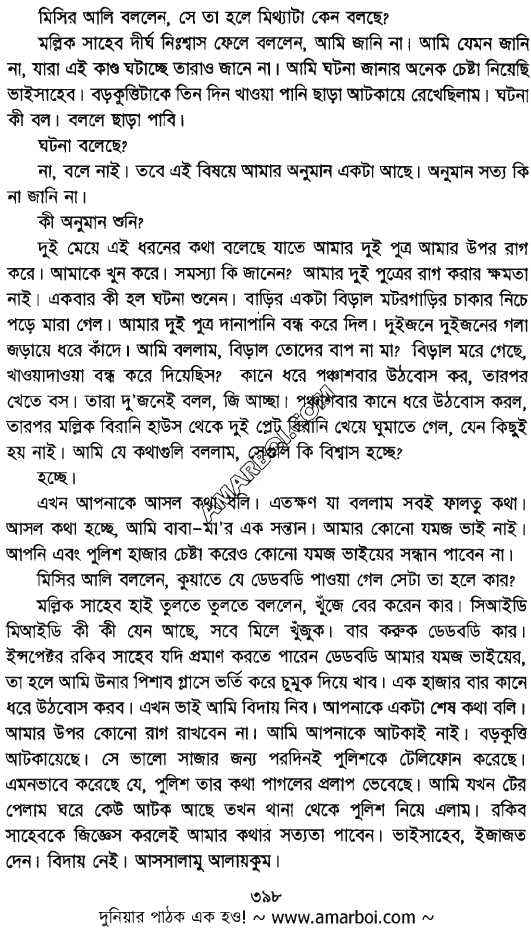 মিসির আলি বললেন, সে তা হলে মিথ্যাটা কেন বলছে?
মল্লিক সাহেব দীর্ঘ নিঃশ্বাস ফেলে বললেন, আমি জানি না। আমি যেমন জানি
না, যারা এই কাণ্ড ঘটাচ্ছে তারাও জানে না। আমি ঘটনা জানার অনেক চেষ্টা নিয়েছি
ভাইসাহেব। বড়কুত্তিটাকে তিন দিন খাওয়া পানি ছাড়া আটকায়ে রেখেছিলাম। ঘটনা
কী বল। বললে ছাড়া পাবি।
ঘটনা বলেছে?
না, বলে নাই। তবে এই বিষয়ে আমার অনুমান একটা আছে। অনুমান সত্য কি
না জানি না।
কী অনুমান শুনি?
দুই মেয়ে এই ধরনের কথা বলেছে যাতে আমার দুই পুত্র আমার উপর রাগ
করে। আমাকে খুন করে। সমস্যা কি জানেন? আমার দুই পুত্রের রাগ করার ক্ষমতা
নাই। একবার কী হল ঘটনা শুনেন। বাড়ির একটা বিড়াল মটরগাড়ির চাকার নিচে
পড়ে মারা গেল। আমার দুই পুত্র দানাপানি বন্ধ করে দিল। দুইজনে দুইজনের গলা
জড়ায়ে ধরে কাঁদে। আমি বললাম, বিড়াল তোদের বাপ না মা? বিড়াল মরে গেছে,
খাওয়াদাওয়া বন্ধ করে দিয়েছিস? কানে ধরে পঞ্চাশবার উঠবোস কর, তারপর
খেতে বস। তারা দু’জনেই বলল, জি আচ্ছা। পঞ্চাশবার কানে ধরে উঠবোস করল,
তারপর মল্লিক বিরানি হাউস থেকে দুই প্লেট বিরানি খেয়ে ঘুমাতে গেল, যেন কিছুই
হয় নাই। আমি যে কথাগুলি বললাম, সেগুলি কি বিশ্বাস হচ্ছে?
হচ্ছে।
এখন আপনাকে আসল কথা বলি। এতক্ষণ যা বললাম সবই ফালতু কথা।
আসল কথা হচ্ছে, আমি বাবা–মা’র এক সন্তান। আমার কোনো যমজ ভাই নাই।
আপনি এবং পুলিশ হাজার চেষ্টা করেও কোনো যমজ ভাইয়ের সন্ধান পাবেন না।
মিসির আলি বললেন, কুয়াতে যে ডেডবডি পাওয়া গেল সেটা তা হলে কার?
মল্লিক সাহেব হাই তুলতে তুলতে বললেন, খুঁজে বের করেন কার। সিআইডি
মিআইডি কী কী যেন আছে, সবে মিলে খুঁজুক। বার করুক ডেডবডি কার।
ইন্সপেক্টর রকিব সাহেব যদি প্রমাণ করতে পারেন ডেডবডি আমার যমজ ভাইয়ের,
তা হলে আমি উনার পিশাব গ্লাসে ভর্তি করে চুমুক দিয়ে খাব। এক হাজার বার কানে
ধরে উঠবোস করব। এখন ভাই আমি বিদায় নিব। আপনাকে একটা শেষ কথা বলি।
আমার উপর কোনো রাগ রাখবেন না। আমি আপনাকে আটকাই নাই। বড়কুত্তি
আটকায়েছে। সে ভালো সাজার জন্য পরদিনই পুলিশকে টেলিফোন করেছে।
এমনভাবে করেছে যে, পুলিশ তার কথা পাগলের প্রলাপ ভেবেছে। আমি যখন টের
পেলাম ঘরে কেউ আটক আছে তখন থানা থেকে পুলিশ নিয়ে এলাম। রকিব
সাহেবকে জিজ্ঞেস করলেই আমার কথার সত্যতা পাবেন। ভাইসাহেব, ইজাজত
দেন। বিদায় নেই। আসসালামু আলায়কুম।
AMARBOI.COM
৩৯৮
দুনিয়ার পাঠক এক হও! ~ www.amarboi.com ~